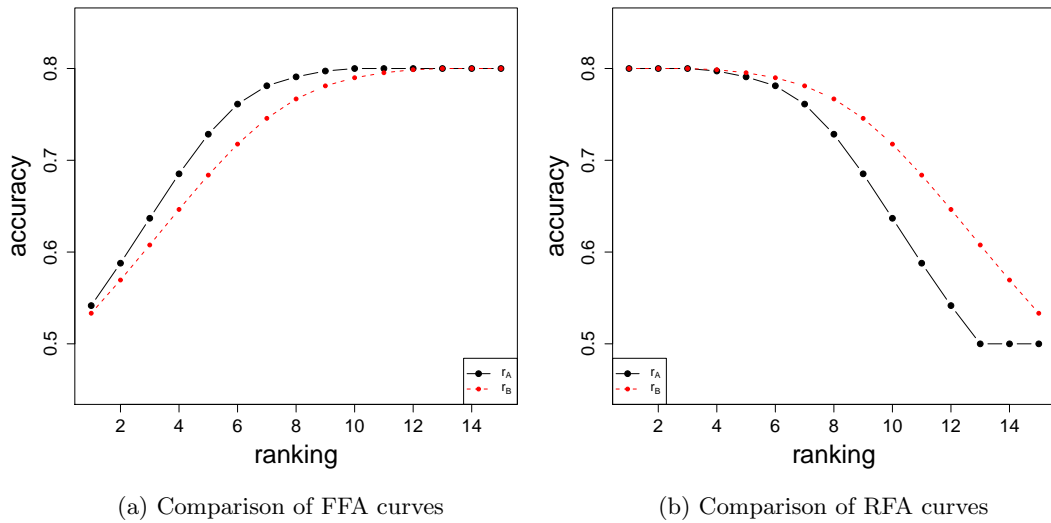 0.8
0.7
0.6
0.5
accuracy
2 4 6 8 10 12 14
ranking
r_A
r_B
(a) Comparison of FFA curves
0.8
0.7
0.6
0.5
accuracy
2 4 6 8 10 12 14
ranking
r_A
r_B
(b) Comparison of RFA curves